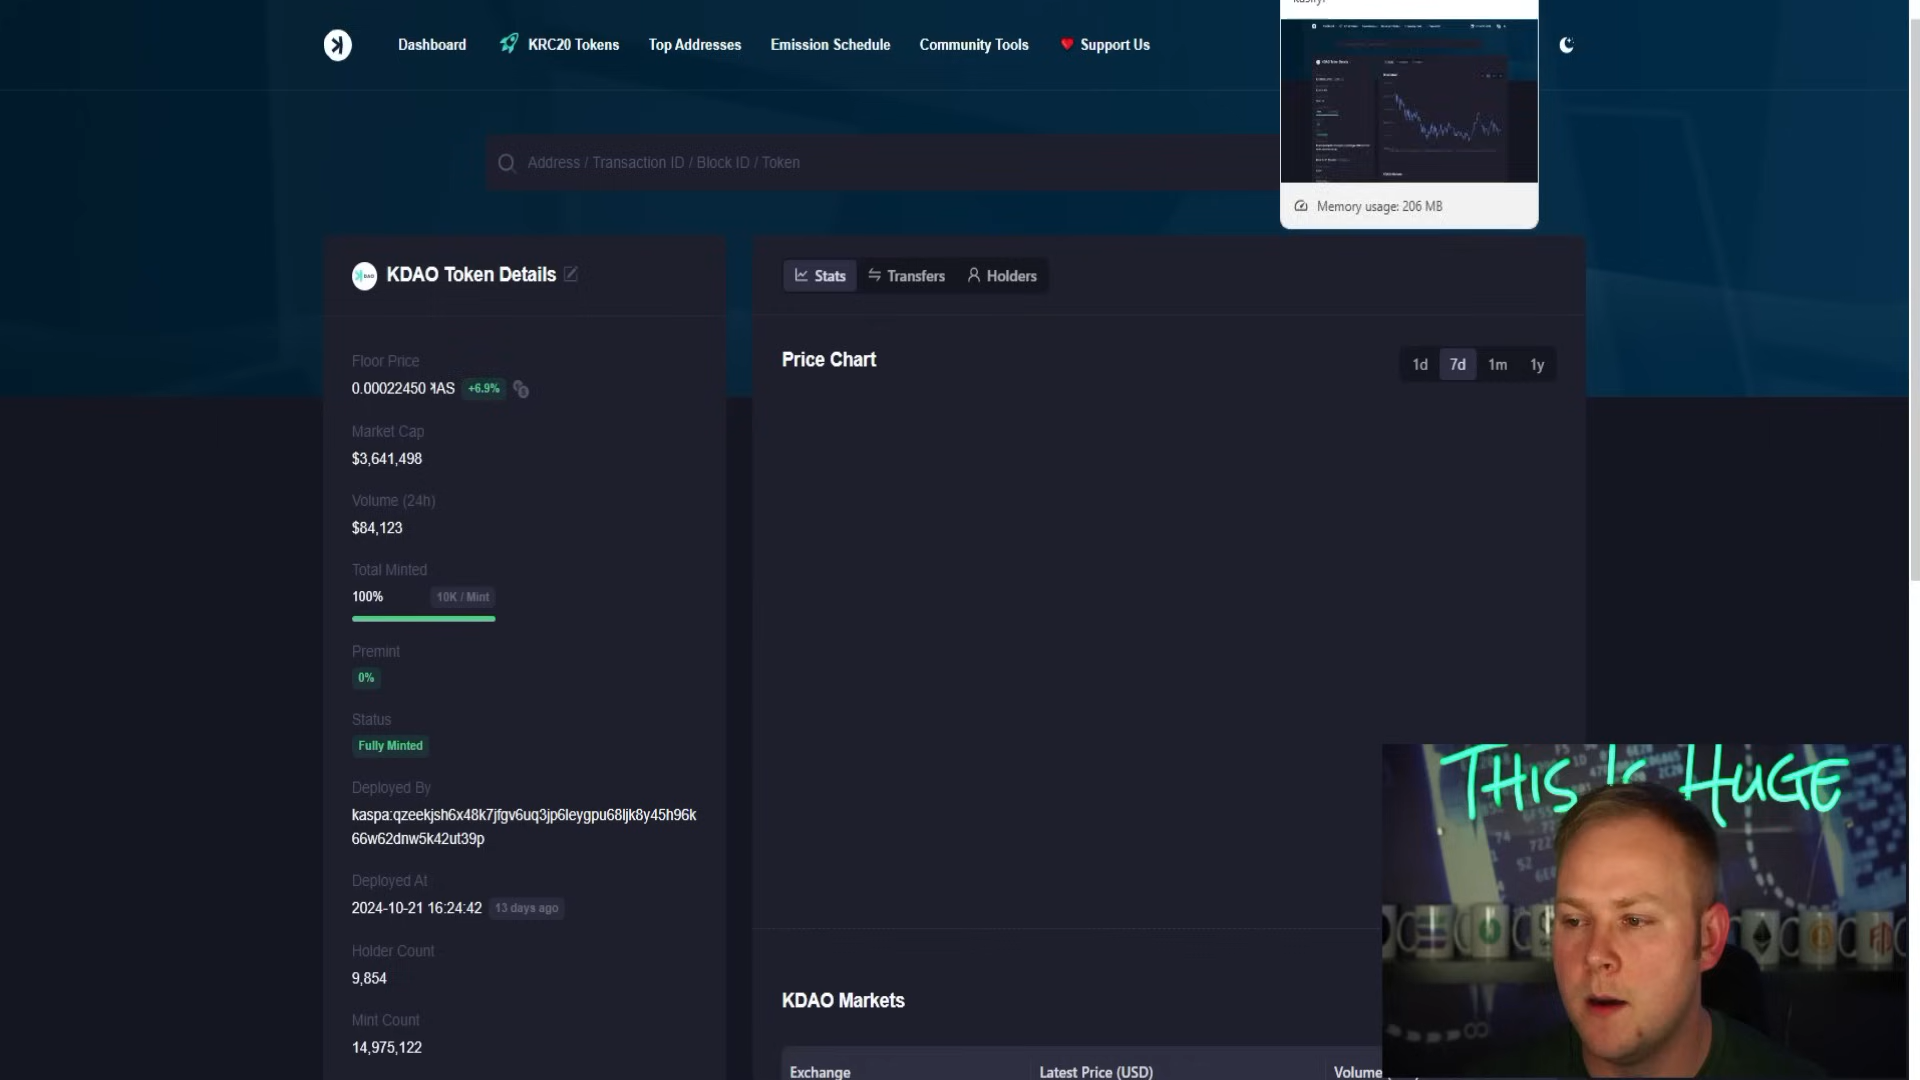 Dashboard
KRC20 Tokens
Top Addresses
Emission Schedule
Community Tools
Support Us
Address / Transaction ID / Block ID / Token
Memory usage: 206 MB
KDAO Token Details
Stats
Transfers
Holders
Floor Price
0.00022450 KAS +6.9%
Market Cap
$3,641,498
Volume (24h)
$84,123
Total Minted
100% 10K / Mint
Premint
0%
Status
Fully Minted
Deployed By
kaspa:qzeekjsh6x48k7jfgv6uq3jp6leygpu68ljk8y45h96k
66w62dnw5k42ut39p
Deployed At
2024-10-21 16:24:42 13 days ago
Holder Count
9,854
Mint Count
14,975,122
Price Chart
1d 7d 1m 1y
KDAO Markets
Exchange
Latest Price (USD)
Volume
THIS IS HUGE